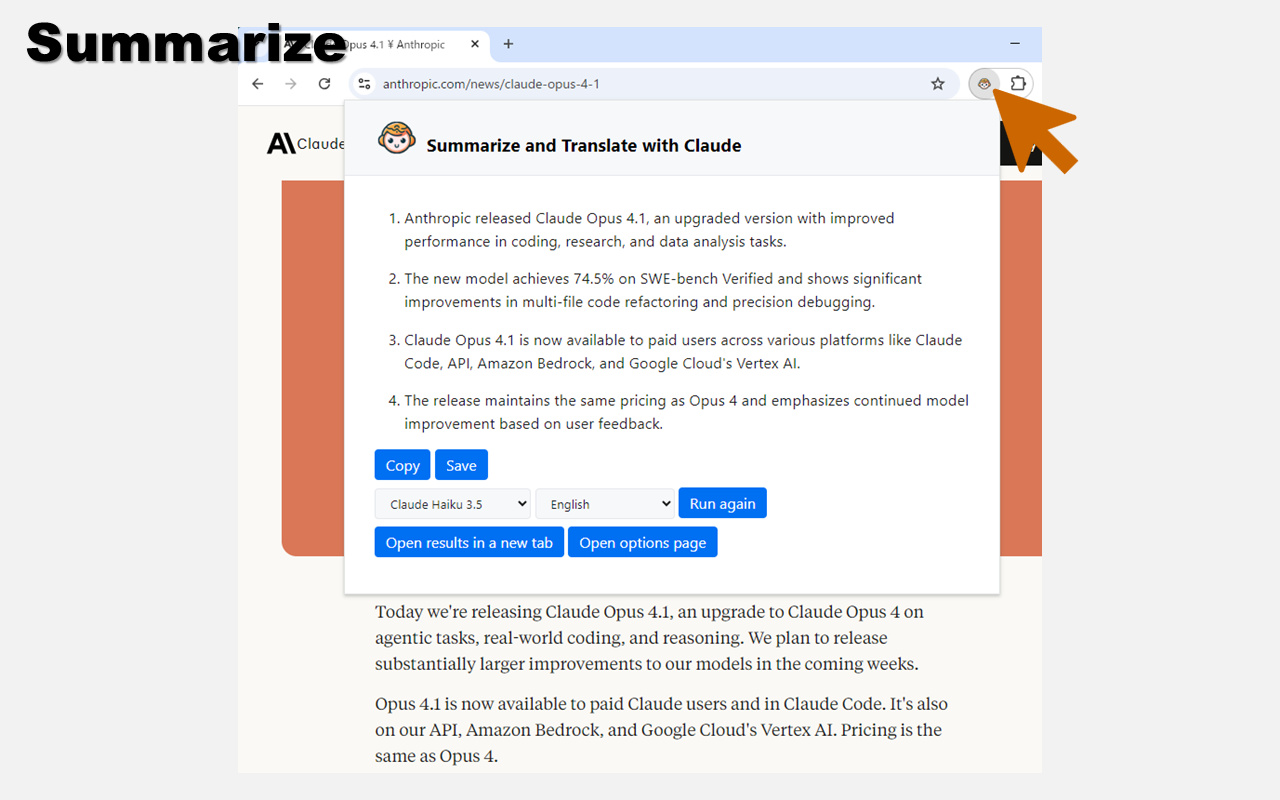 Summarize
Opus 4.1 ¥ Anthropic
anthropic.com/news/claude-opus-4-1
Claude
Summarize and Translate with Claude
1. Anthropic released Claude Opus 4.1, an upgraded version with improved
performance in coding, research, and data analysis tasks.
2. The new model achieves 74.5% on SWE-bench Verified and shows significant
improvements in multi-file code refactoring and precision debugging.
3. Claude Opus 4.1 is now available to paid users across various platforms like Claude
Code, API, Amazon Bedrock, and Google Cloud's Vertex AI.
4. The release maintains the same pricing as Opus 4 and emphasizes continued model
improvement based on user feedback.
Copy Save
Claude Haiku 3.5 English Run again
Open results in a new tab Open options page
Today we're releasing Claude Opus 4.1, an upgrade to Claude Opus 4 on
agentic tasks, real-world coding, and reasoning. We plan to release
substantially larger improvements to our models in the coming weeks.
Opus 4.1 is now available to paid Claude users and in Claude Code. It's also
on our API, Amazon Bedrock, and Google Cloud's Vertex AI. Pricing is the
same as Opus 4.